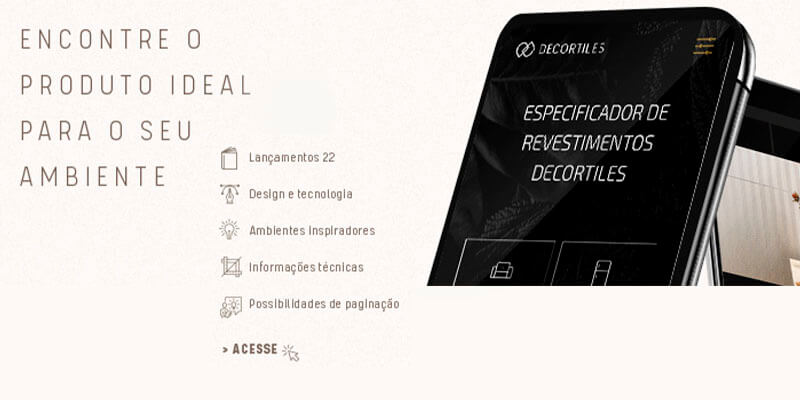 ENCONTRE O
PRODUTO IDEAL
PARA O SEU
AMBIENTE
Lançamentos 22
Design e tecnologia
Ambientes inspiradores
Informações técnicas
Possibilidades de paginação
> ACESSE
DECORTILES
ESPECIFICADOR DE
REVESTIMENTOS
DECORTILES